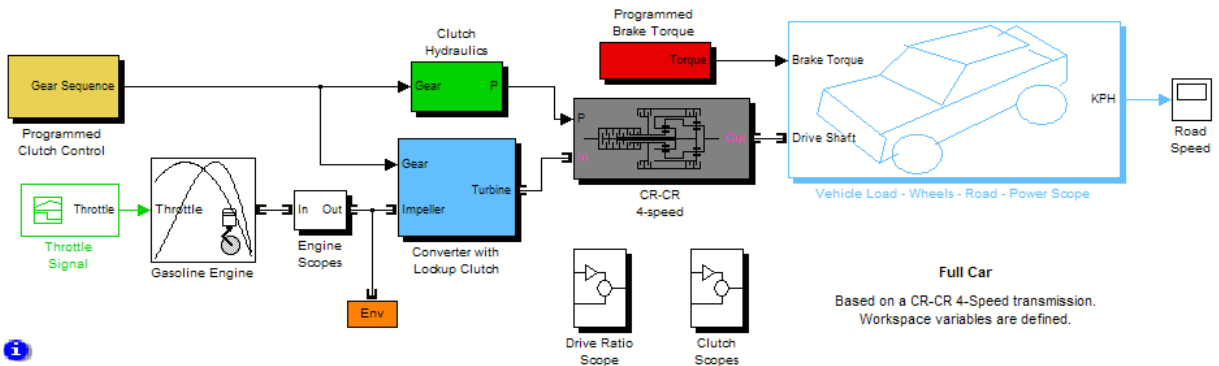 Programmed
Brake Torque
Clutch
Hydraulics
Torque
Brake Torque
Gear Sequence
Gear
P
KPH
Programmed
Clutch Control
P
In
Out
Drive Shaft
Road
Speed
Gear
Turbine
Impeller
CR-CR
4-speed
Vehicle Load - Wheels - Road - Power Scope
Throttle
Throttle
In
Out
Throttle
Signal
Gasoline Engine
Engine
Scopes
Converter with
Lockup Clutch
Env
Full Car
Based on a CR-CR 4-Speed transmission.
Workspace variables are defined.
Drive Ratio
Scope
Clutch
Scopes
i